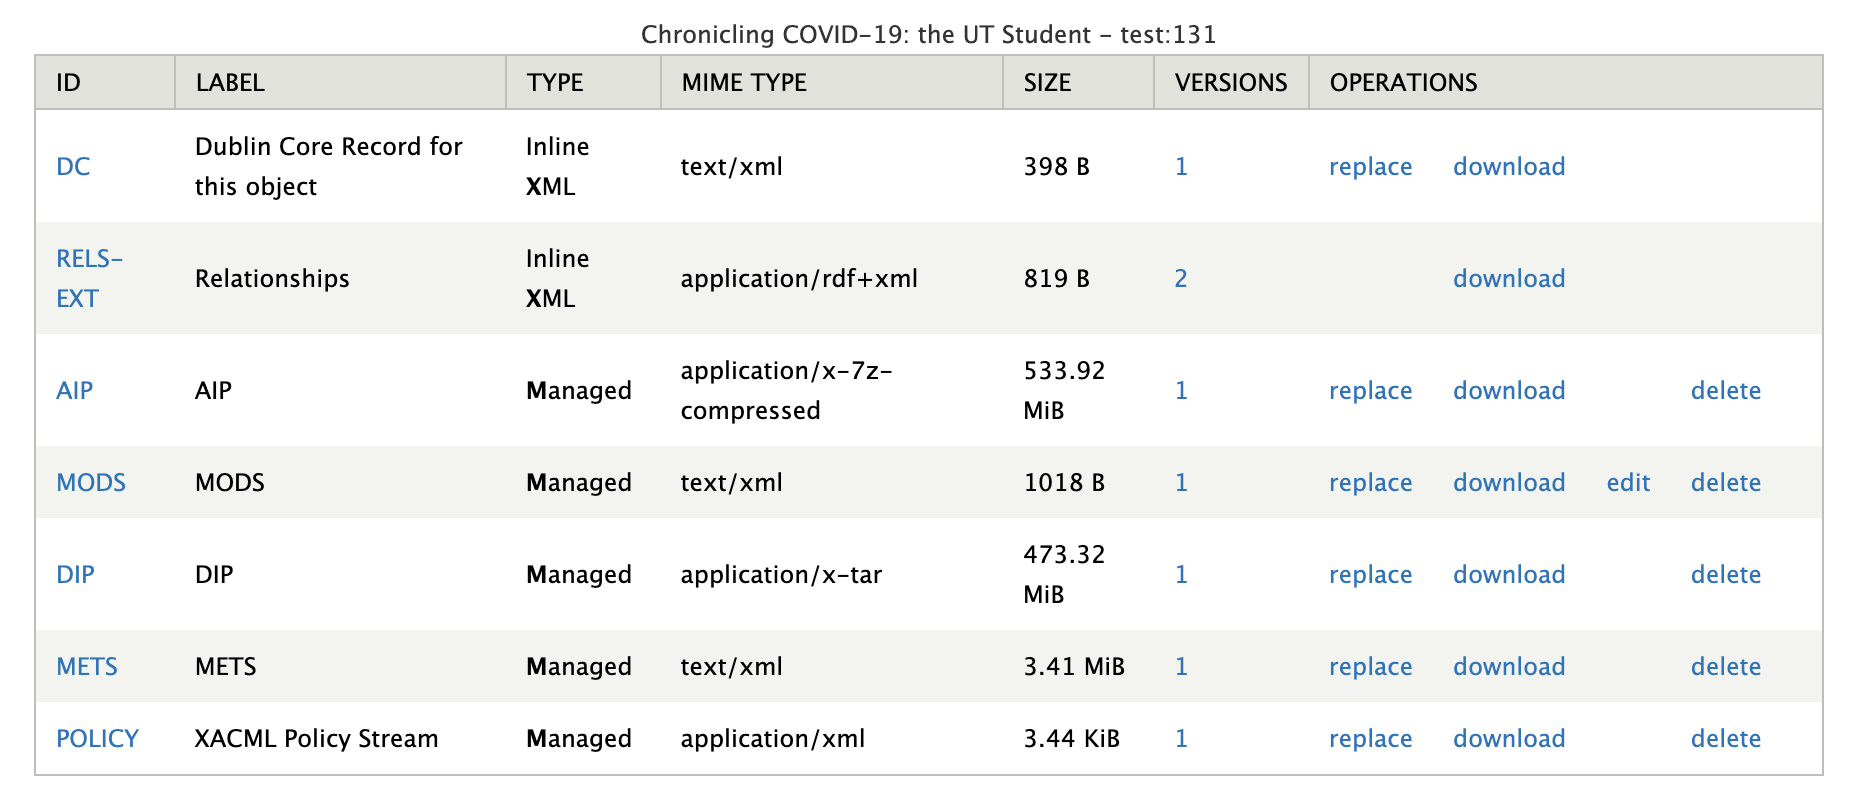 Chronicling COVID-19: the UT Student - test:131
ID LABEL TYPE MIME TYPE SIZE VERSIONS OPERATIONS
DC Dublin Core Record for this object Inline XML text/xml 398 B 1 replace download
RELS-EXT Relationships Inline XML application/rdf+xml 819 B 2 download
AIP AIP Managed application/x-7z-compressed 533.92 MiB 1 replace download delete
MODS MODS Managed text/xml 1018 B 1 replace download edit delete
DIP DIP Managed application/x-tar 473.32 MiB 1 replace download delete
METS METS Managed text/xml 3.41 MiB 1 replace download delete
POLICY XACML Policy Stream Managed application/xml 3.44 KiB 1 replace download delete